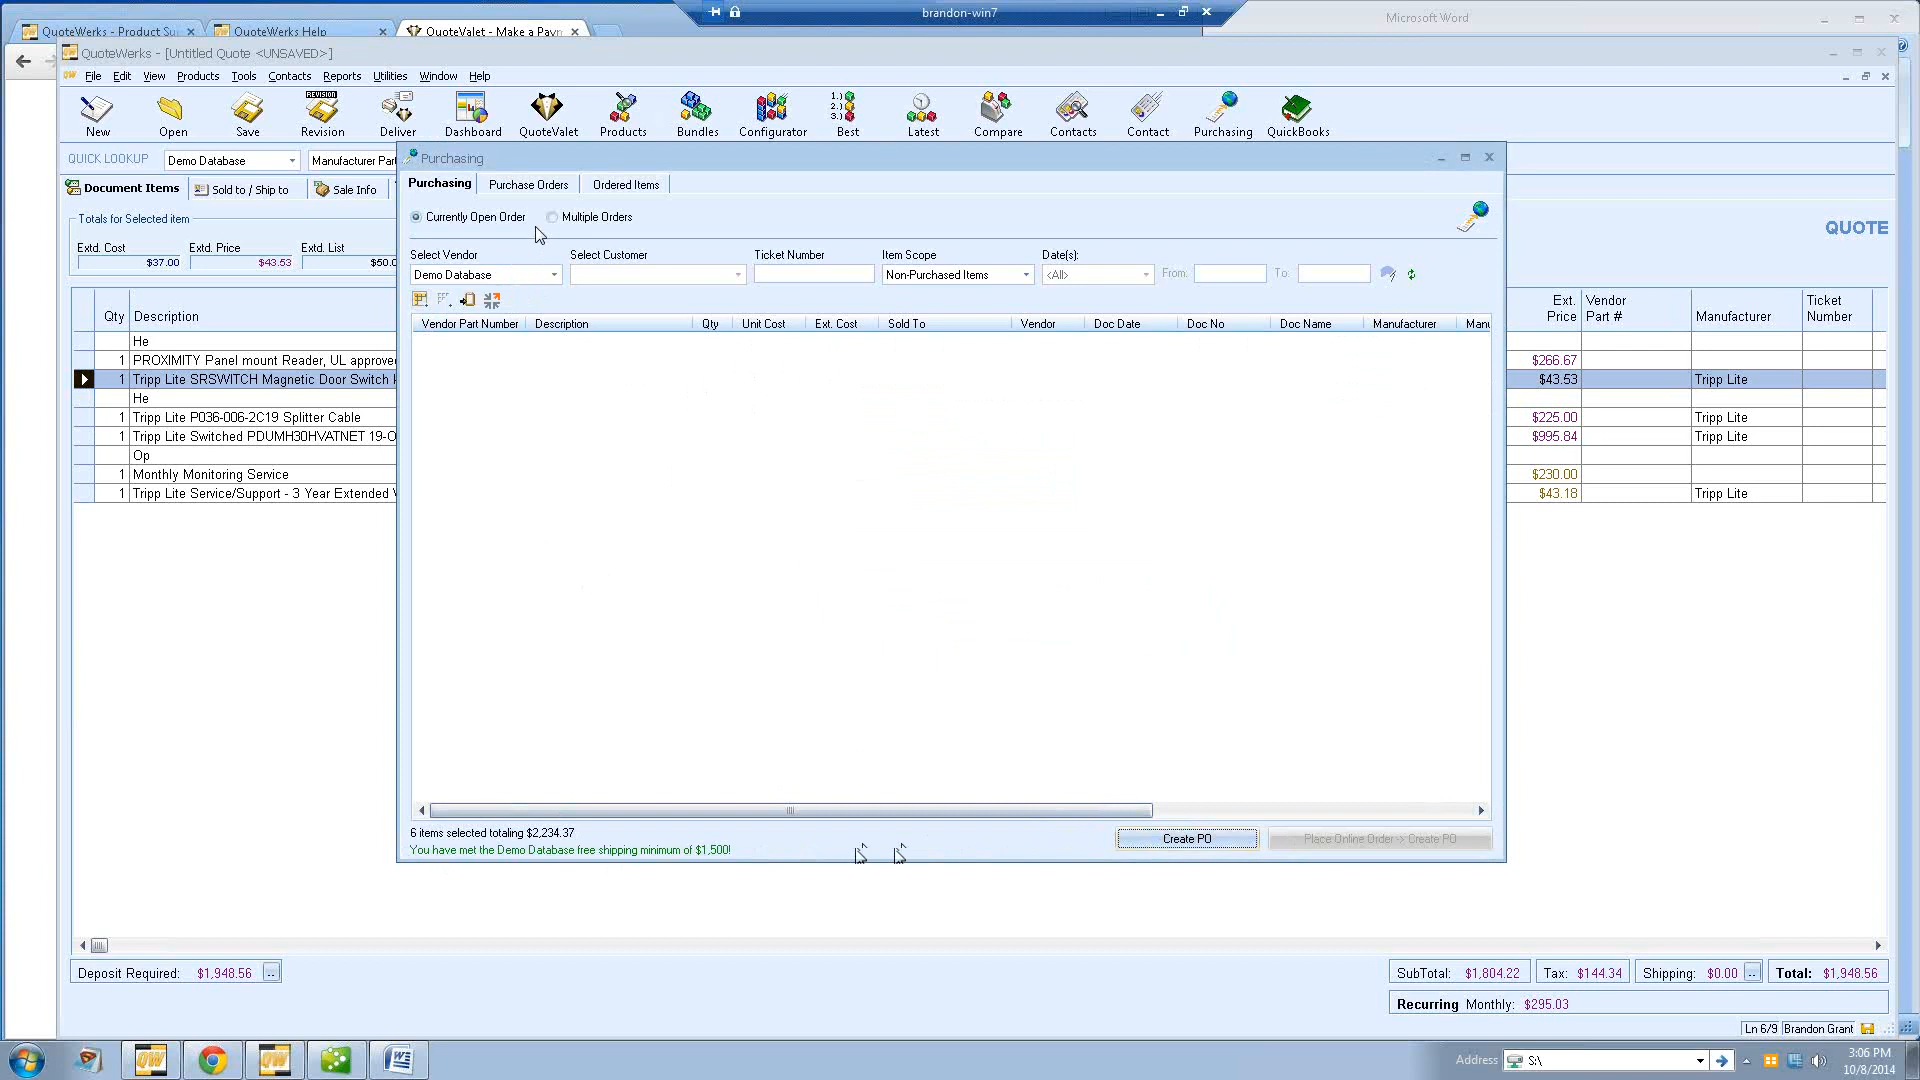 brandon-win7
Microsoft Word
QuoteWerks - Product Su
QuoteWerks Help
QuoteValet - Make a Payn
QuoteWerks - [Untitled Quote <UNSAVED>]
File Edit View Products Tools Contacts Reports Utilities Window Help
REVISION
1.)
2.)
3.)
New Open Save Revision Deliver Dashboard QuoteValet Products Bundles Configurator Best Latest Compare Contacts Contact Purchasing QuickBooks
QUICK LOOKUP Demo Database Manufacturer Par
Purchasing
Document Items Sold to / Ship to Sale Info
Purchasing Purchase Orders Ordered Items
Totals for Selected item
Currently Open Order Multiple Orders
QUOTE
Extd. Cost Extd. Price Extd. List
$37.00 $43.53 $50.0
Select Vendor Select Customer Ticket Number Item Scope Date(s):
Demo Database Non-Purchased Items <All> From: To:
Vendor Part Number Description Qty Unit Cost Ext. Cost Sold To Vendor Doc Date Doc No Doc Name Manufacturer Manu
Qty Description
Ext. Price Vendor Part # Manufacturer Ticket Number
He
1 PROXIMITY Panel mount Reader, UL approve $266.67
1 Tripp Lite SRSWITCH Magnetic Door Switch $43.53 Tripp Lite
He
1 Tripp Lite P036-006-2C19 Splitter Cable $225.00 Tripp Lite
1 Tripp Lite Switched PDUMH30HVATNET 19-O $995.84 Tripp Lite
Op
1 Monthly Monitoring Service $230.00
1 Tripp Lite Service/Support - 3 Year Extended $43.18 Tripp Lite
6 items selected totaling $2,234.37
You have met the Demo Database free shipping minimum of $1,500!
Create PO Place Online Order -> Create PO
Deposit Required: $1,948.56 ..
SubTotal: $1,804.22 Tax: $144.34 Shipping: $0.00 .. Total: $1,948.56
Recurring Monthly: $295.03
Ln 6/9 Brandon Grant
QW QW W
Address S:\
3:06 PM
10/8/2014